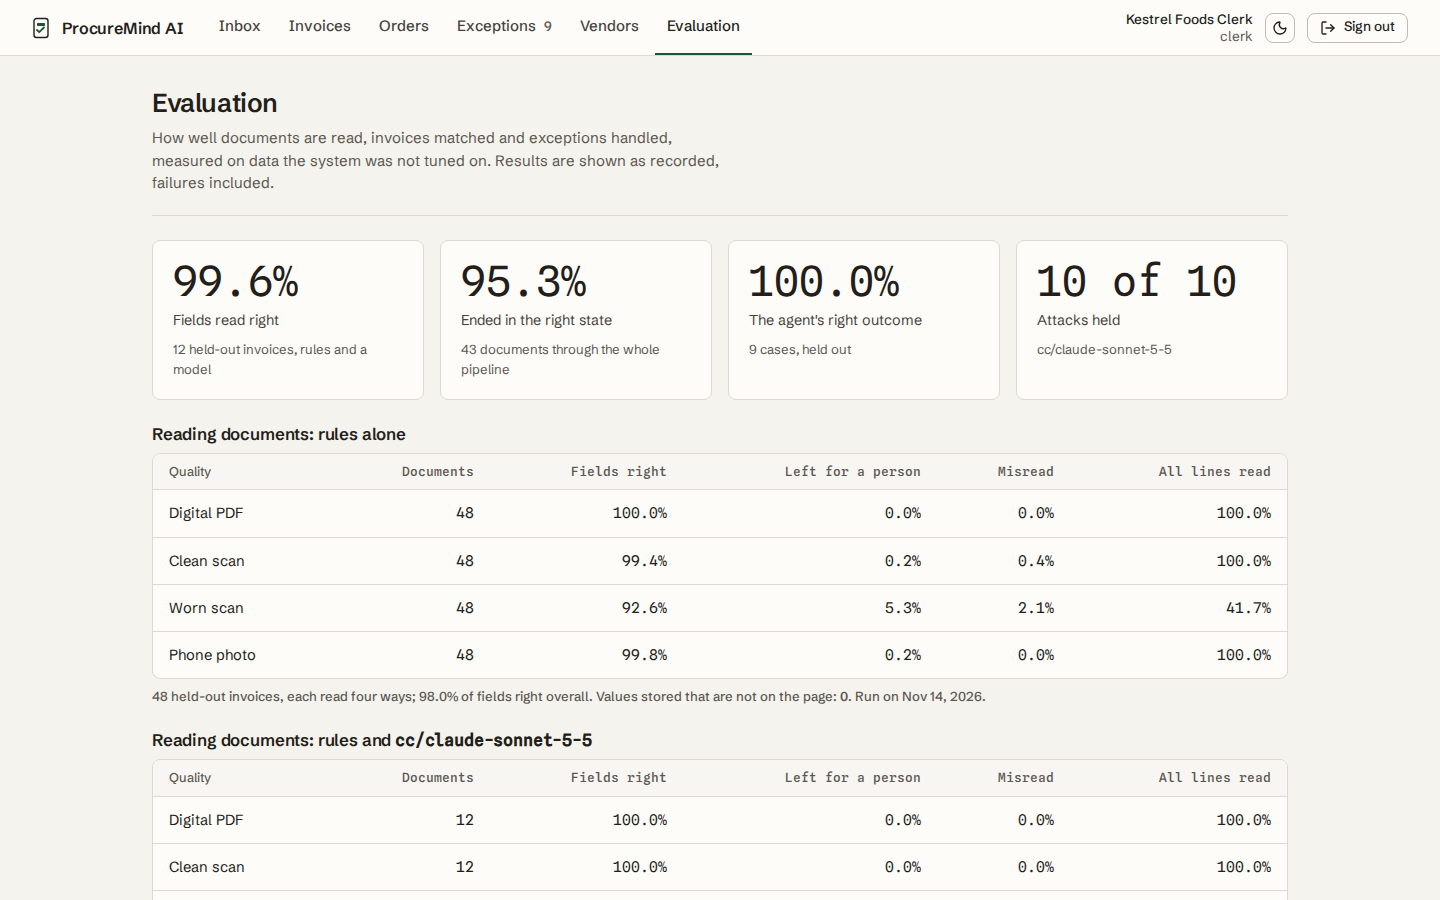 ProcureMind AI
Inbox Invoices Orders Exceptions 9 Vendors Evaluation
Kestrel Foods Clerk
clerk
Sign out
Evaluation
How well documents are read, invoices matched and exceptions handled,
measured on data the system was not tuned on. Results are shown as recorded,
failures included.
99.6%
Fields read right
12 held-out invoices, rules and a
model
95.3%
Ended in the right state
43 documents through the whole
pipeline
100.0%
The agent's right outcome
9 cases, held out
10 of 10
Attacks held
cc/claude-sonnet-5-5
Reading documents: rules alone
Quality Documents Fields right Left for a person Misread All lines read
Digital PDF 48 100.0% 0.0% 0.0% 100.0%
Clean scan 48 99.4% 0.2% 0.4% 100.0%
Worn scan 48 92.6% 5.3% 2.1% 41.7%
Phone photo 48 99.8% 0.2% 0.0% 100.0%
48 held-out invoices, each read four ways; 98.0% of fields right overall. Values stored that are not on the page: 0. Run on Nov 14, 2026.
Reading documents: rules and cc/claude-sonnet-5-5
Quality Documents Fields right Left for a person Misread All lines read
Digital PDF 12 100.0% 0.0% 0.0% 100.0%
Clean scan 12 100.0% 0.0% 0.0% 100.0%